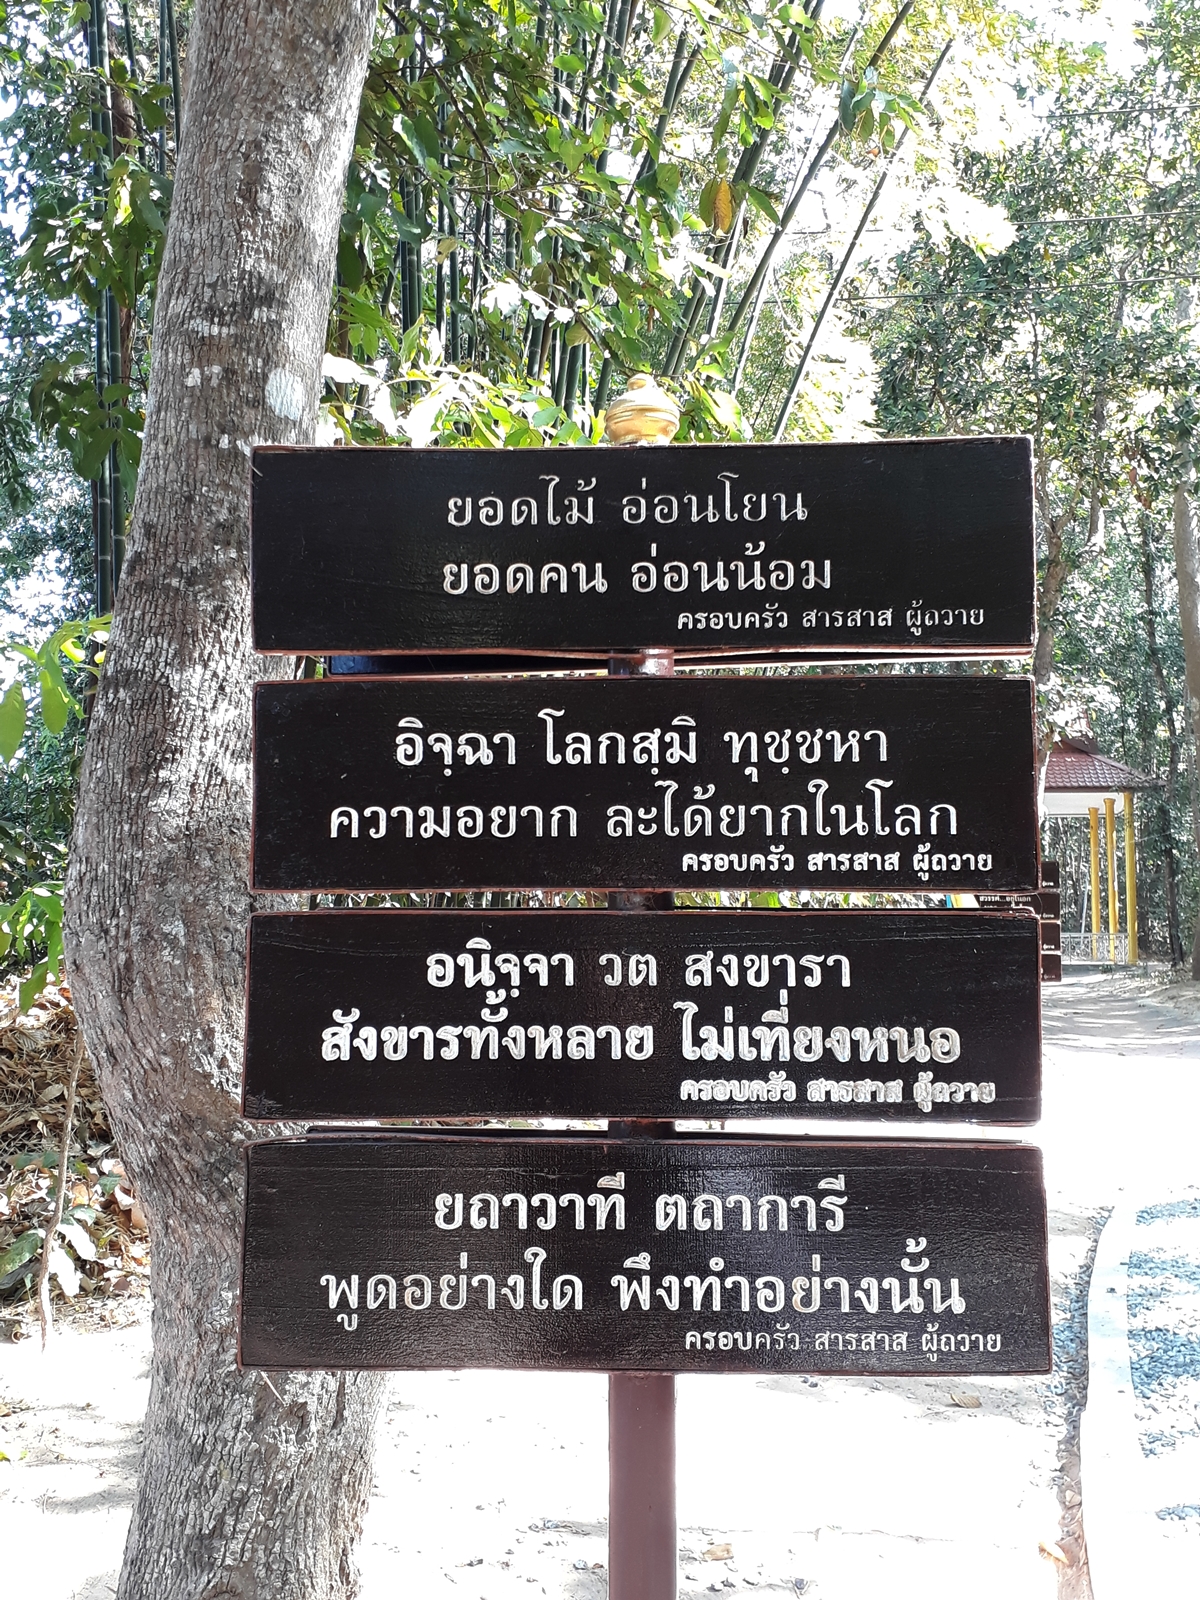 ยอดไม้ อ่อนโยน
ยอดคน อ่อนน้อม
ครอบครัว สารสาส ผู้ถวาย
อิจฺฉา โลกสฺมิ ทุชฺชหา
ความอยาก ละได้ยากในโลก
ครอบครัว สารสาส ผู้ถวาย
อนิจฺจา วต สงขารา
สังขารทั้งหลาย ไม่เที่ยงหนอ
ครอบครัว สารสาส ผู้ถวาย
ยถาวาที ตถาการี
พูดอย่างใด พึงทำอย่างนั้น
ครอบครัว สารสาส ผู้ถวาย